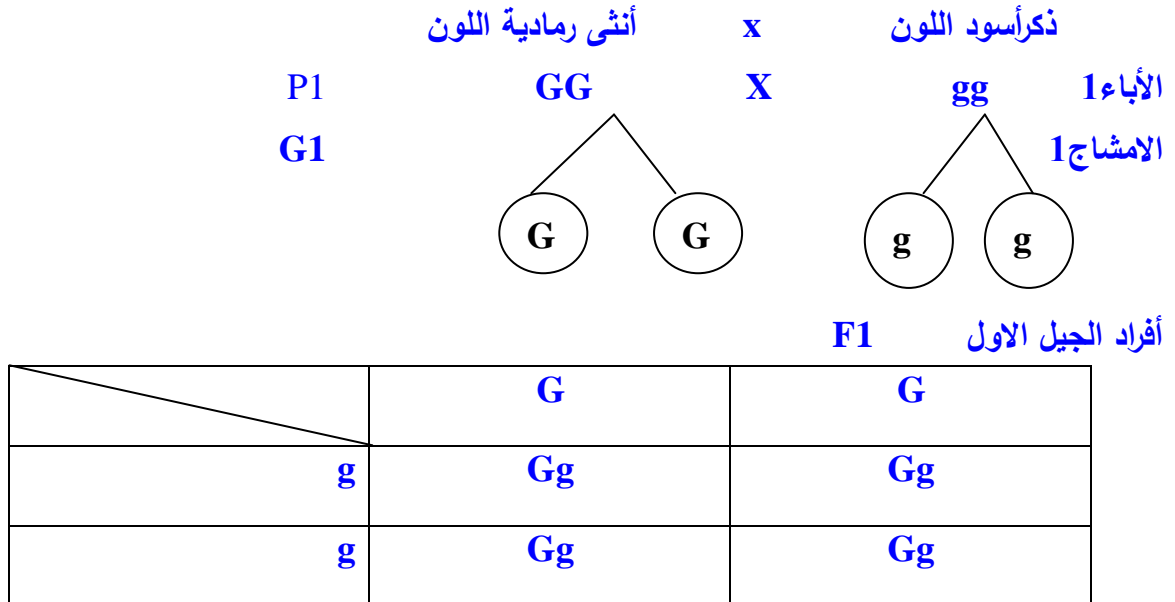 ذكرأسود اللون x أنثى رمادية اللون
الأباء1 gg X GG P1
الامشاج1 G1
G G g g
أفراد الجيل الاول F1
G G
g Gg Gg
g Gg Gg